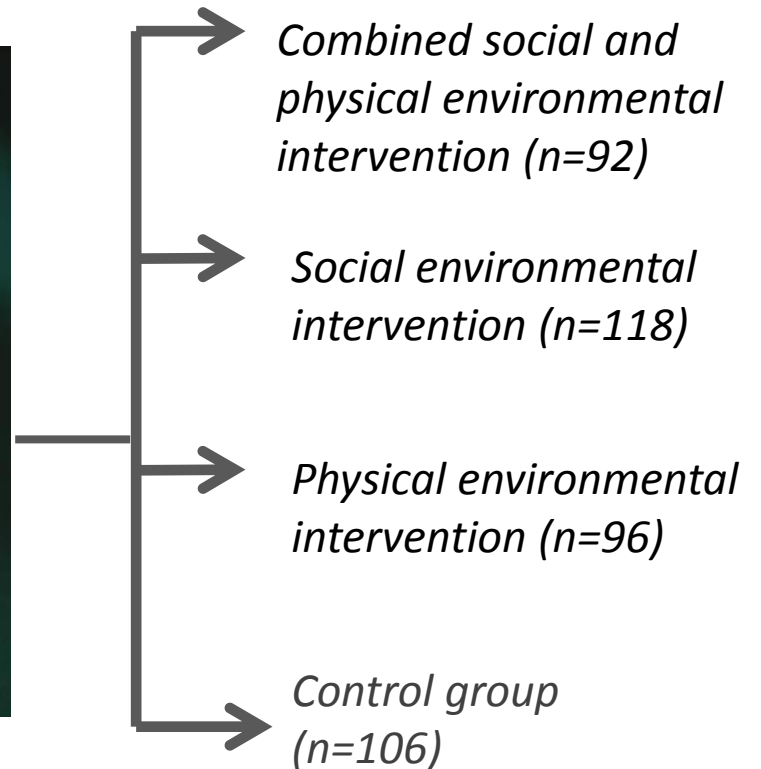 Combined social and
physical environmental
intervention (n=92)
Social environmental
intervention (n=118)
Physical environmental
intervention (n=96)
Control group
(n=106)